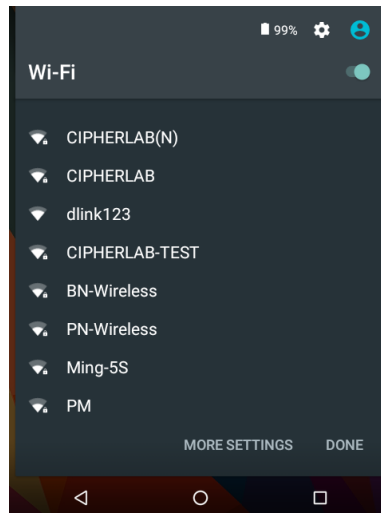 99%
Wi-Fi
CIPHERLAB(N)
CIPHERLAB
dlink123
CIPHERLAB-TEST
BN-Wireless
PN-Wireless
Ming-5S
PM
MORE SETTINGS DONE